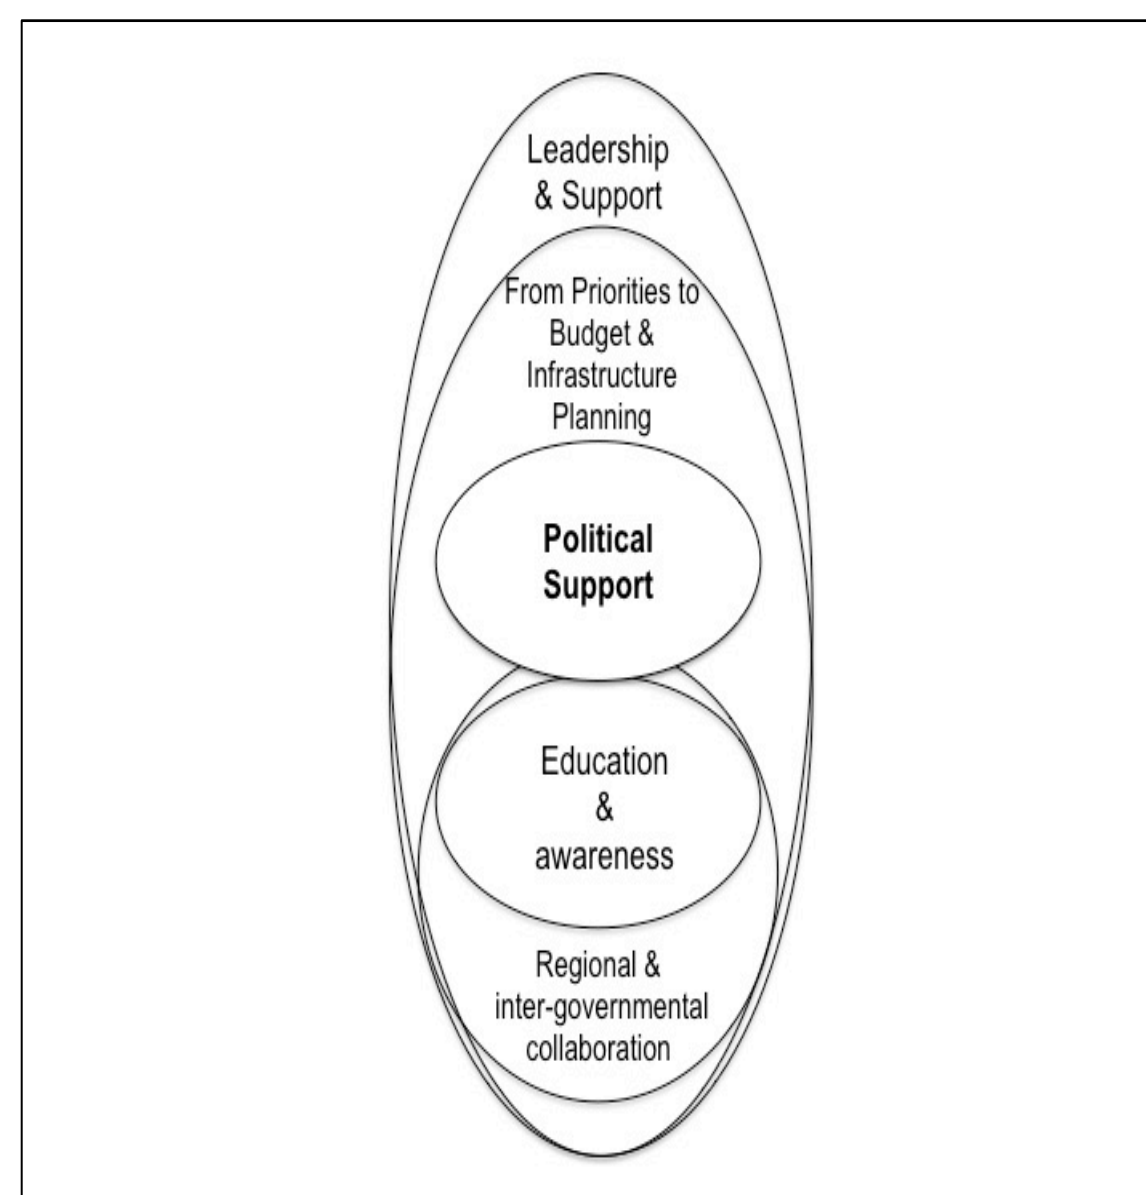 Leadership
& Support
From Priorities to
Budget &
Infrastructure
Planning
Political
Support
Education
&
awareness
Regional &
inter-governmental
collaboration